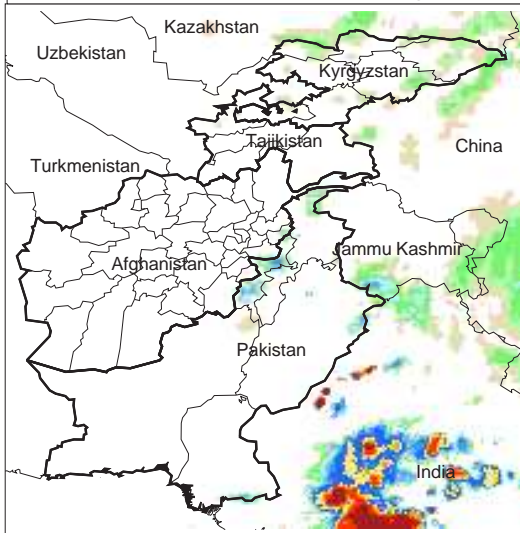 Kazakhstan
Uzbekistan
Kyrgyzstan
Tajikistan
China
Turkmenistan
Jammu Kashmir
Afghanistan
Pakistan
India